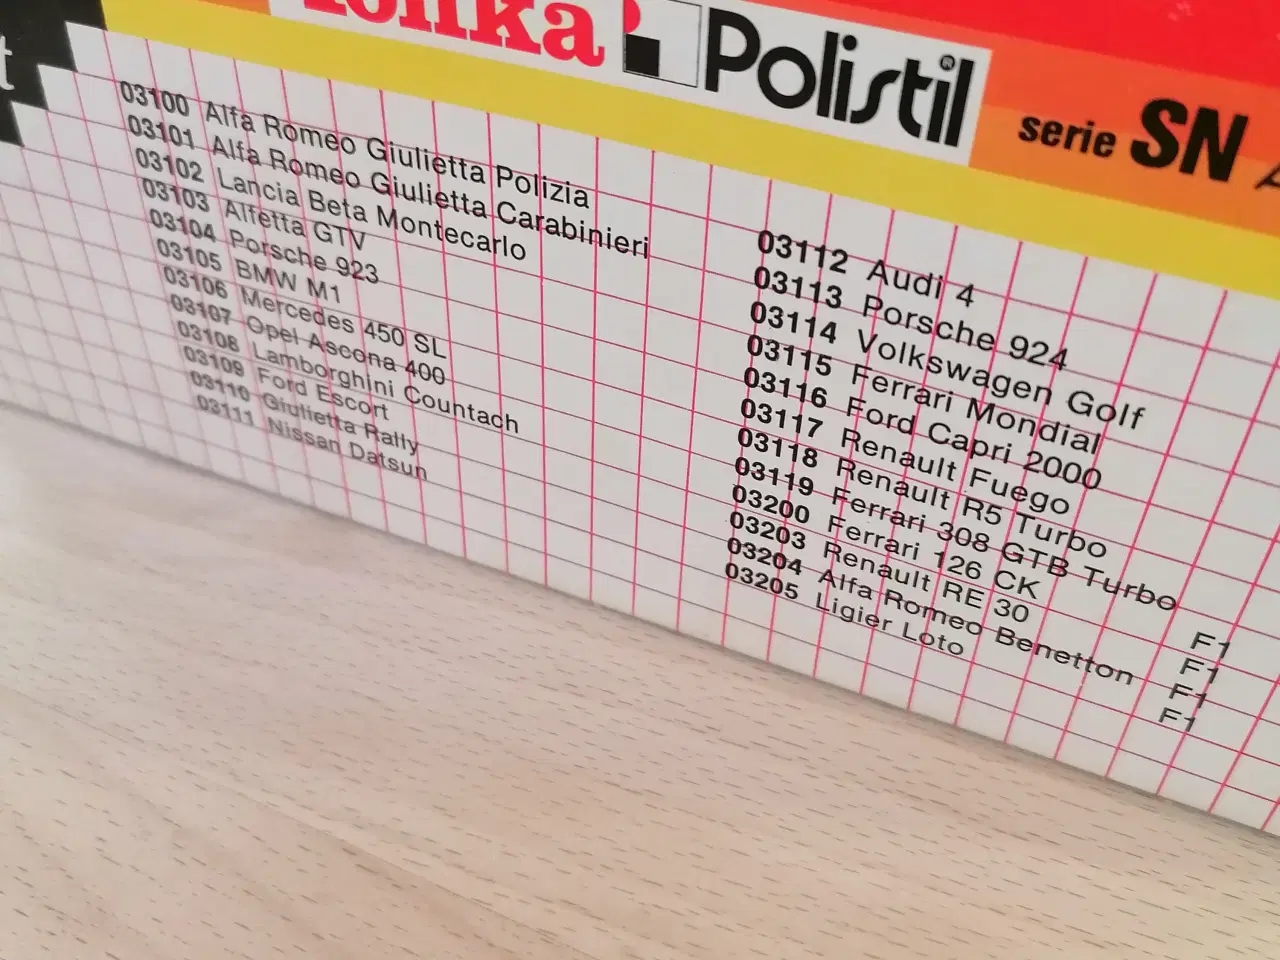 Tonka Polistil®
serie SN
03100 Alfa Romeo Giulietta Polizia
03101 Alfa Romeo Giulietta Carabinieri
03102 Lancia Beta Montecarlo
03103 Alfetta GTV
03104 Porsche 923
03105 BMW M1
03106 Mercedes 450 SL
03107 Opel Ascona 400
03108 Lamborghini Countach
03109 Ford Escort
03110 Giulietta Rally
03111 Nissan Datsun
03112 Audi 4
03113 Porsche 924
03114 Volkswagen Golf
03115 Ferrari Mondial
03116 Ford Capri 2000
03117 Renault Fuego
03118 Renault R5 Turbo
03119 Ferrari 308 GTB Turbo
03200 Ferrari 126 CK F1
03203 Renault RE 30 F1
03204 Alfa Romeo Benetton F1
03205 Ligier Loto F1